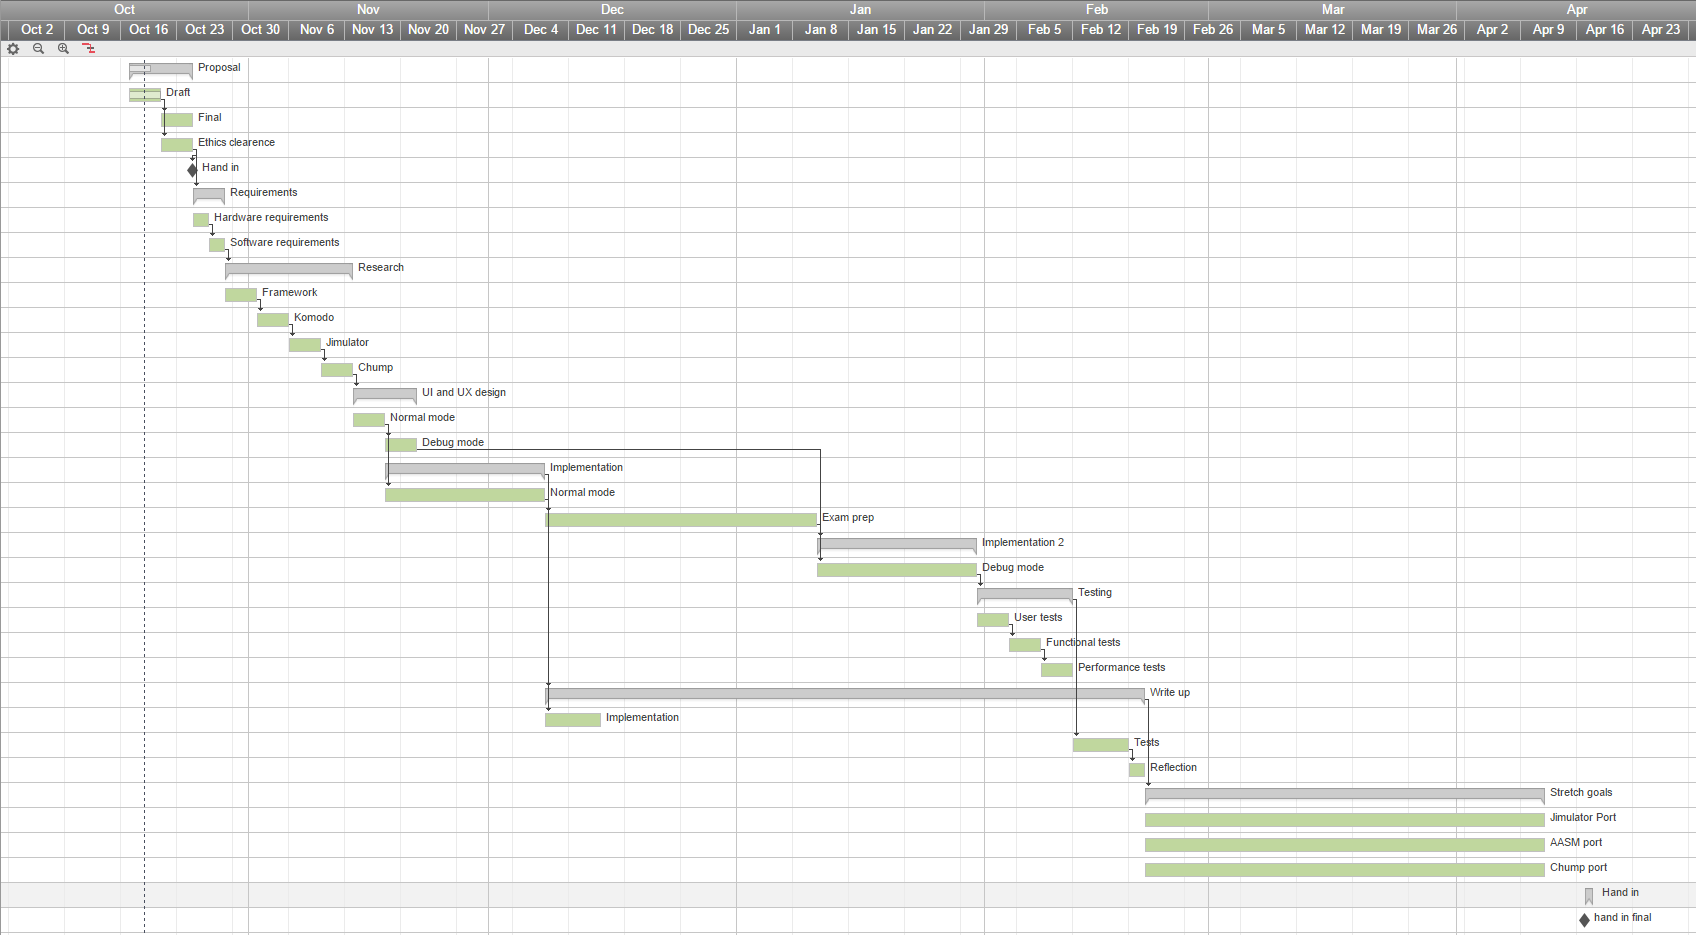 Oct Nov Dec Jan Feb Mar Apr
Oct 2 Oct 9 Oct 16 Oct 23 Oct 30 Nov 6 Nov 13 Nov 20 Nov 27 Dec 4 Dec 11 Dec 18 Dec 25 Jan 1 Jan 8 Jan 15 Jan 22 Jan 29 Feb 5 Feb 12 Feb 19 Feb 26 Mar 5 Mar 12 Mar 19 Mar 26 Apr 2 Apr 9 Apr 16 Apr 23
Proposal
Draft
Final
Ethics clearence
Hand in
Requirements
Hardware requirements
Software requirements
Research
Framework
Komodo
Jimulator
Chump
UI and UX design
Normal mode
Debug mode
Implementation
Normal mode
Exam prep
Implementation 2
Debug mode
Testing
User tests
Functional tests
Performance tests
Write up
Implementation
Tests
Reflection
Stretch goals
Jimulator Port
AASM port
Chump port
Hand in
hand in final